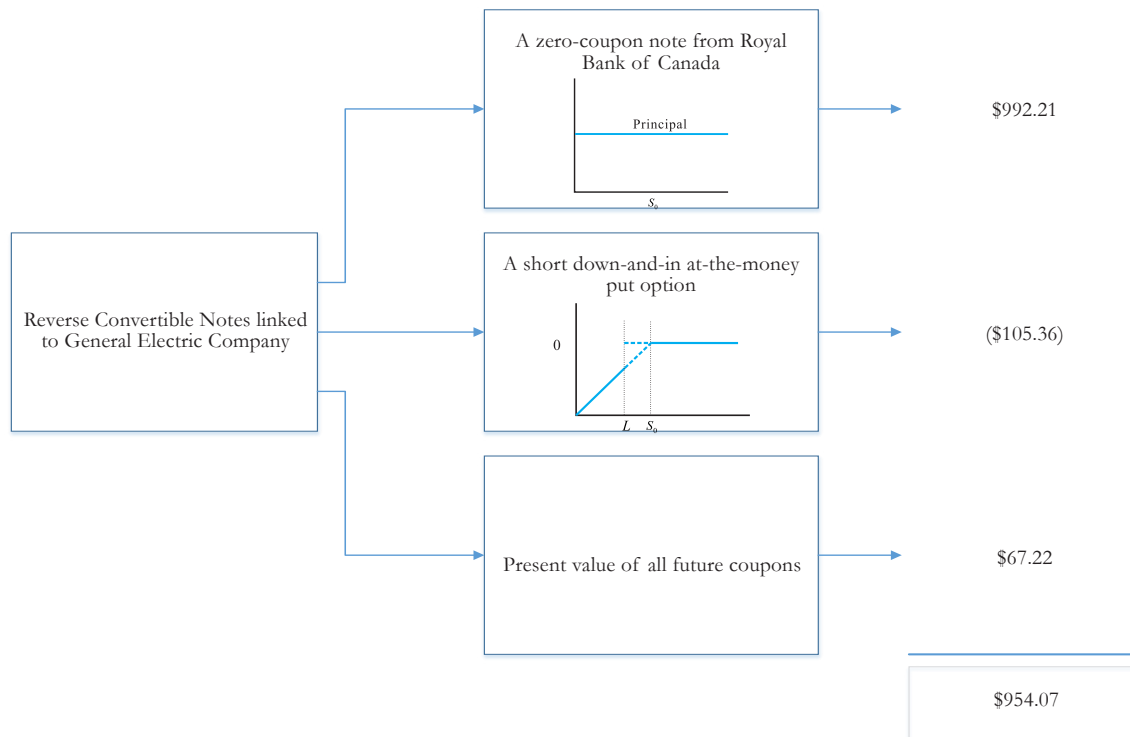 A zero-coupon note from Royal
Bank of Canada
Principal
S₀
$992.21
Reverse Convertible Notes linked
to General Electric Company
A short down-and-in at-the-money
put option
0
L S₀
($105.36)
Present value of all future coupons
$67.22
$954.07